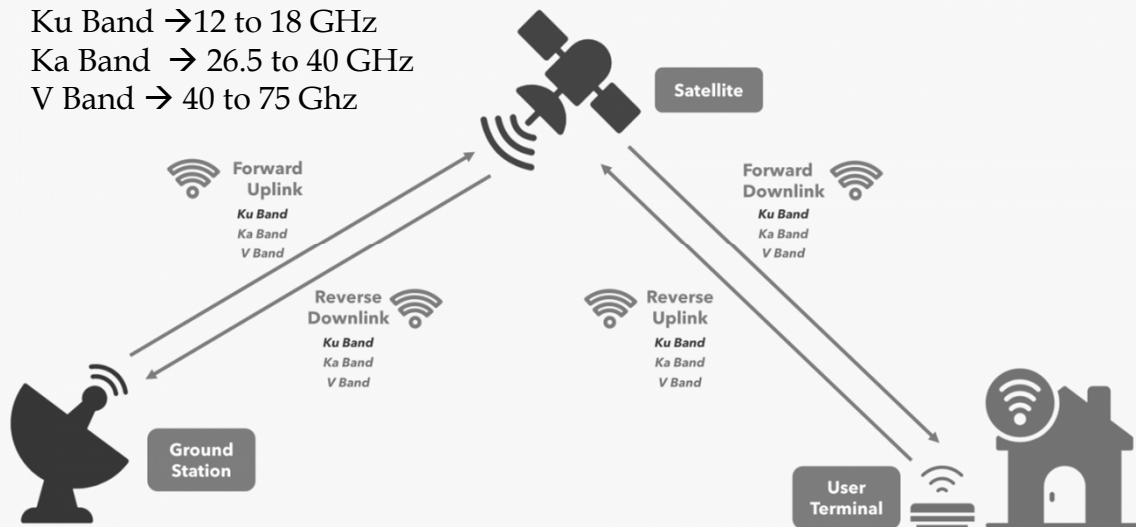 Ku Band →12 to 18 GHz
Ka Band → 26.5 to 40 GHz
V Band → 40 to 75 Ghz
Satellite
Forward
Uplink
Ku Band
Ka Band
V Band
Forward
Downlink
Ku Band
Ka Band
V Band
Reverse
Downlink
Ku Band
Ka Band
V Band
Reverse
Uplink
Ku Band
Ka Band
V Band
Ground
Station
User
Terminal